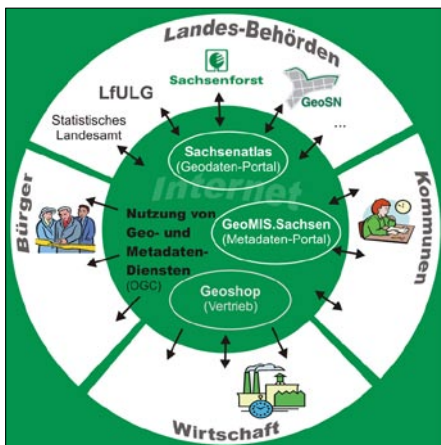 Landes-Behörden
Sachsenforst
LfULG
GeoSN
Statistisches
Landesamt
...
Sachsenatlas
(Geodaten-Portal)
Internet
Bürger
Kommunen
Nutzung von
Geo- und
Metadaten-
Diensten
(OGC)
GeoMIS.Sachsen
(Metadaten-Portal)
Geoshop
(Vertrieb)
Wirtschaft